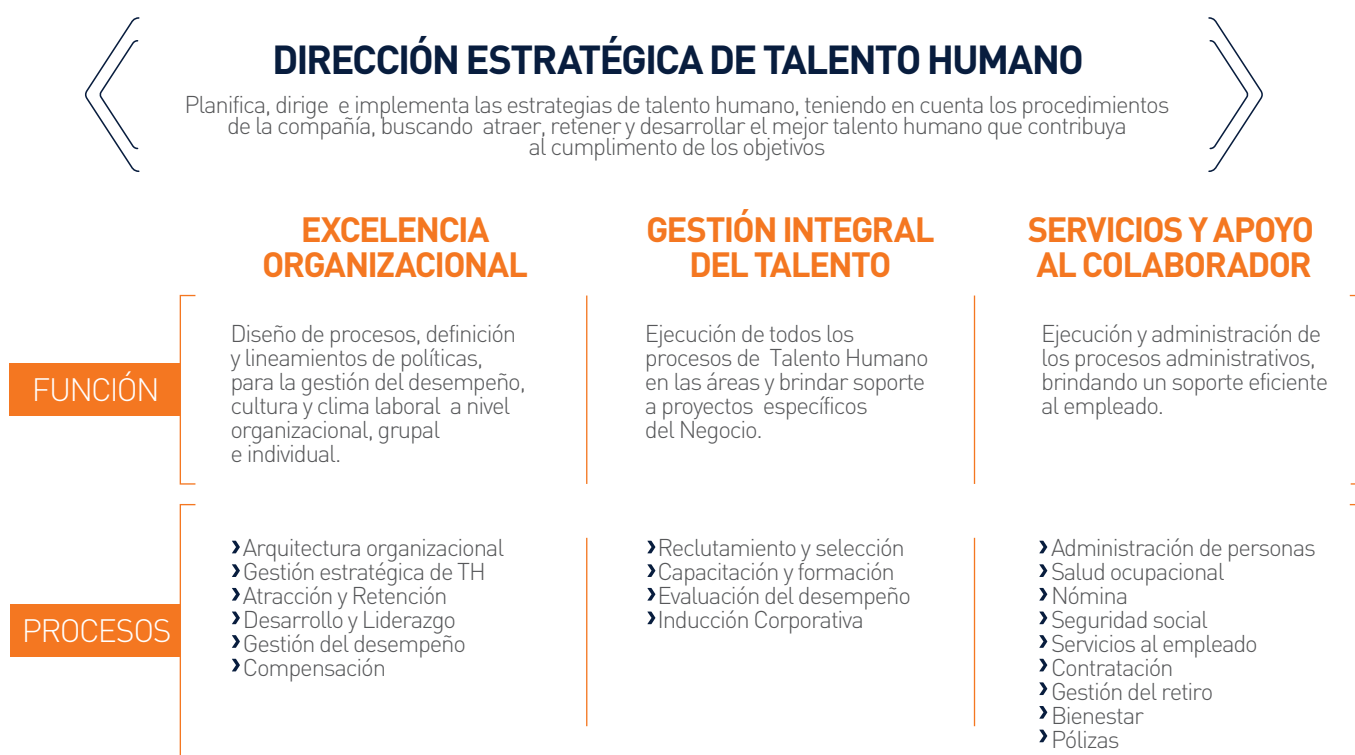 DIRECCIÓN ESTRATÉGICA DE TALENTO HUMANO
Planifica, dirige e implementa las estrategias de talento humano, teniendo en cuenta los procedimientos
de la compañía, buscando atraer, retener y desarrollar el mejor talento humano que contribuya
al cumplimento de los objetivos
EXCELENCIA
ORGANIZACIONAL
GESTIÓN INTEGRAL
DEL TALENTO
SERVICIOS Y APOYO
AL COLABORADOR
FUNCIÓN
Diseño de procesos, definición
y lineamientos de políticas,
para la gestión del desempeño,
cultura y clima laboral a nivel
organizacional, grupal
e individual.
Ejecución de todos los
procesos de Talento Humano
en las áreas y brindar soporte
a proyectos específicos
del Negocio.
Ejecución y administración de
los procesos administrativos,
brindando un soporte eficiente
al empleado.
PROCESOS
›Arquitectura organizacional
›Gestión estratégica de TH
›Atracción y Retención
›Desarrollo y Liderazgo
›Gestión del desempeño
›Compensación
›Reclutamiento y selección
›Capacitación y formación
›Evaluación del desempeño
›Inducción Corporativa
›Administración de personas
›Salud ocupacional
›Nómina
›Seguridad social
›Servicios al empleado
›Contratación
›Gestión del retiro
›Bienestar
›Pólizas